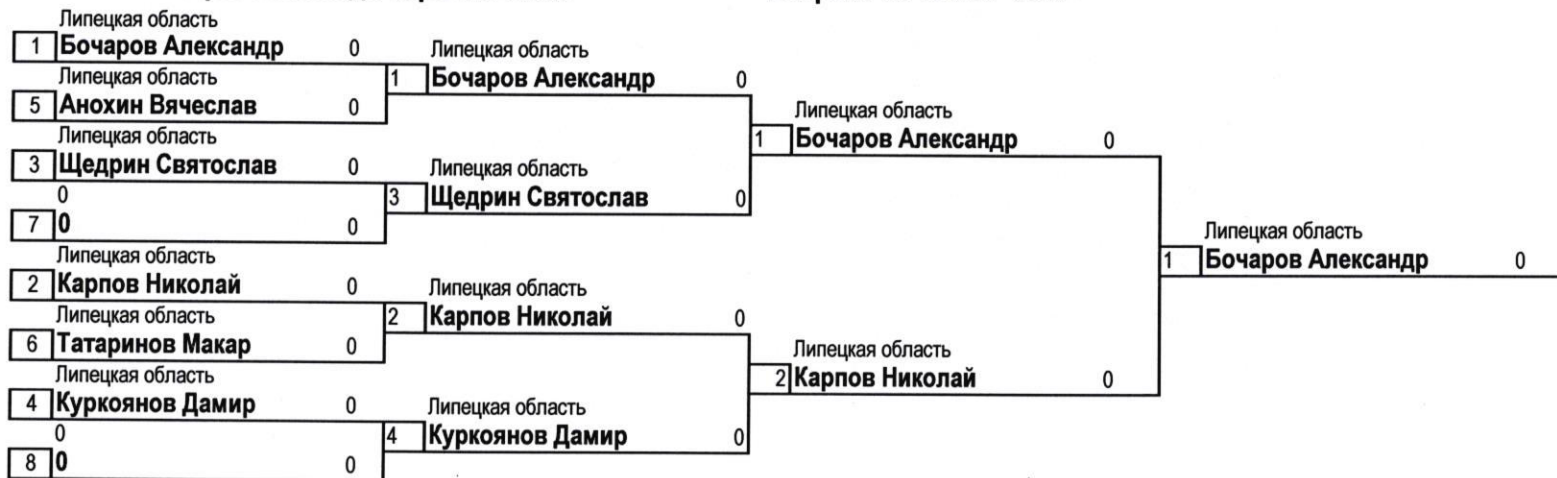 Липецкая область
1 Бочаров Александр 0
Липецкая область
5 Анохин Вячеслав 0
Липецкая область
3 Щедрин Святослав 0
0
7 0 0
Липецкая область
2 Карпов Николай 0
Липецкая область
6 Татаринов Макар 0
Липецкая область
4 Куркоянов Дамир 0
0
8 0 0
Липецкая область
1 Бочаров Александр 0
Липецкая область
3 Щедрин Святослав 0
Липецкая область
2 Карпов Николай 0
Липецкая область
4 Куркоянов Дамир 0
Липецкая область
1 Бочаров Александр 0
Липецкая область
2 Карпов Николай 0
Липецкая область
1 Бочаров Александр 0